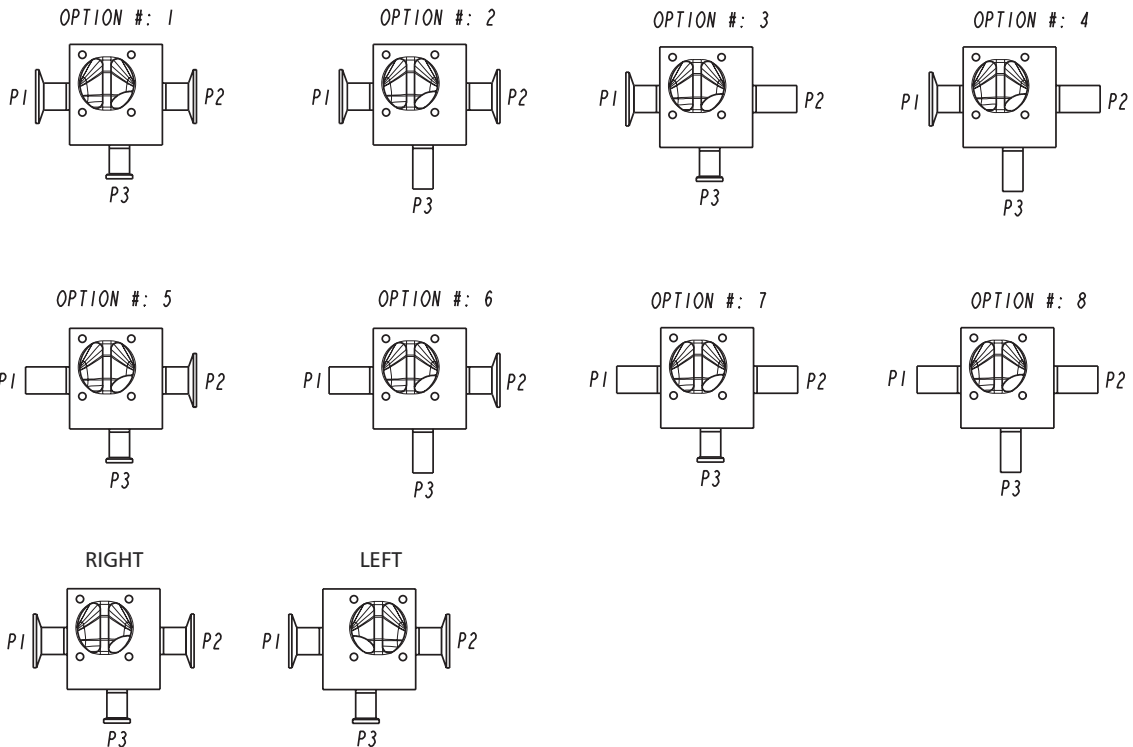 OPTION #: 1
OPTION #: 2
OPTION #: 3
OPTION #: 4
P1
P2
P3
P1
P2
P3
P1
P2
P3
P1
P2
P3
OPTION #: 5
OPTION #: 6
OPTION #: 7
OPTION #: 8
P1
P2
P3
P1
P2
P3
P1
P2
P3
P1
P2
P3
RIGHT
LEFT
P1
P2
P3
P1
P2
P3